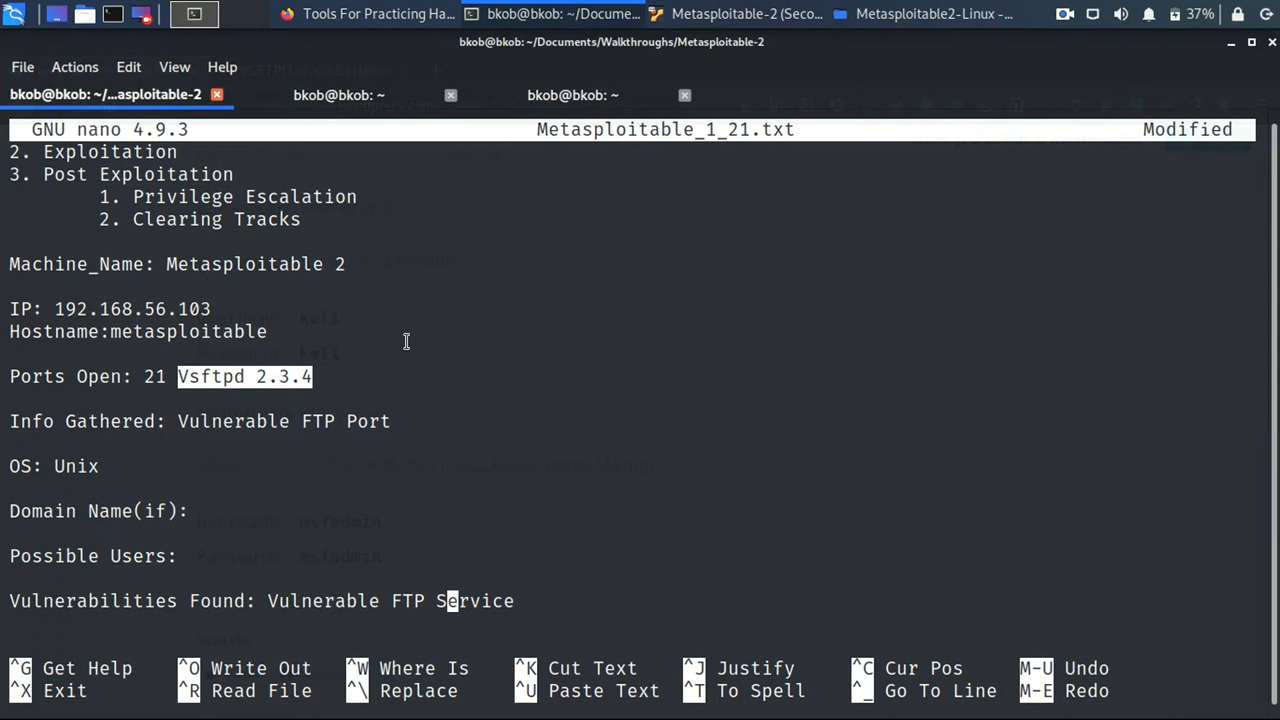 Tools For Practicing Ha... bkob@bkob: ~/Docume... Metasploitable-2 (Seco... Metasploitable2-Linux -... 37%
bkob@bkob: ~/Documents/Walkthroughs/Metasploitable-2
File Actions Edit View Help
bkob@bkob: ~/...asploitable-2 bkob@bkob: ~ bkob@bkob: ~
GNU nano 4.9.3 Metasploitable_1_21.txt Modified
2. Exploitation
3. Post Exploitation
1. Privilege Escalation
2. Clearing Tracks
Machine_Name: Metasploitable 2
IP: 192.168.56.103
Hostname:metasploitable
Ports Open: 21 Vsftpd 2.3.4
Info Gathered: Vulnerable FTP Port
OS: Unix
Domain Name(if):
Possible Users:
Vulnerabilities Found: Vulnerable FTP Service
^G Get Help ^O Write Out ^W Where Is ^K Cut Text ^J Justify ^C Cur Pos M-U Undo
^X Exit ^R Read File ^\ Replace ^U Paste Text ^T To Spell ^_ Go To Line M-E Redo